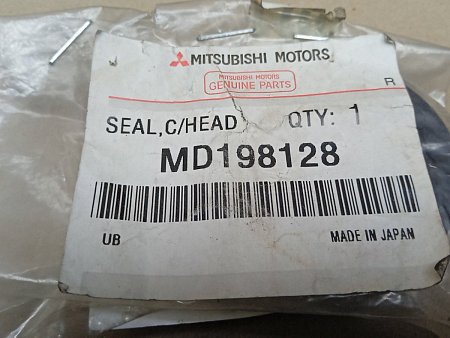 MITSUBISHI MOTORS
MITSUBISHI MOTORS
GENUINE PARTS
R
SEAL,C/HEAD QTY: 1
MD198128
UB MADE IN JAPAN